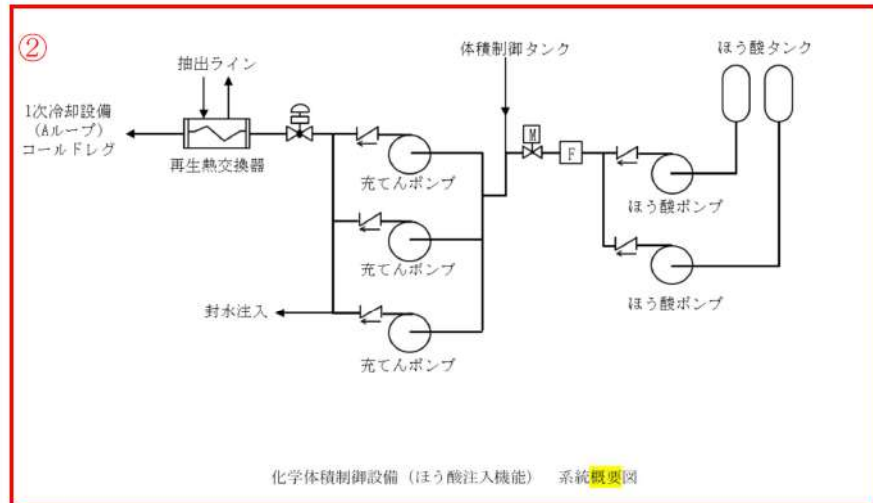 ②
体積制御タンク
ほう酸タンク
抽出ライン
1次冷却設備
(Aループ)
コールドレグ
再生熱交換器
M
F
充てんポンプ
ほう酸ポンプ
充てんポンプ
ほう酸ポンプ
封水注入
充てんポンプ
化学体積制御設備（ほう酸注入機能）　系統概要図